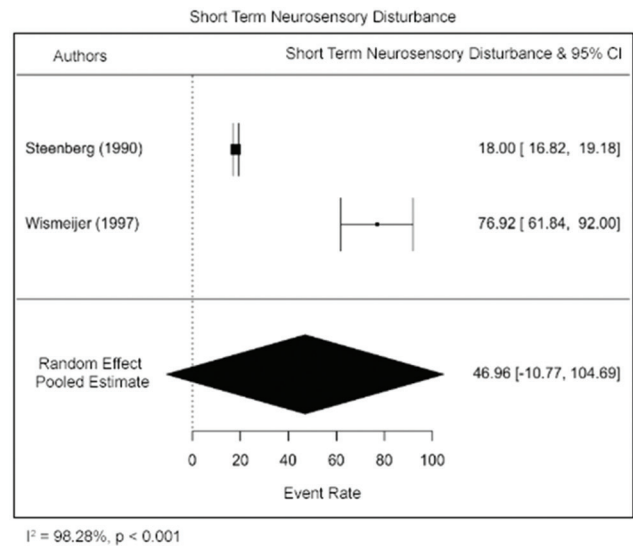 Short Term Neurosensory Disturbance
Authors Short Term Neurosensory Disturbance & 95% CI
Steenberg (1990) 18.00 [ 16.82, 19.18]
Wismeijer (1997) 76.92 [ 61.84, 92.00]
Random Effect
Pooled Estimate 46.96 [-10.77, 104.69]
0 20 40 60 80 100
Event Rate
I² = 98.28%, p < 0.001